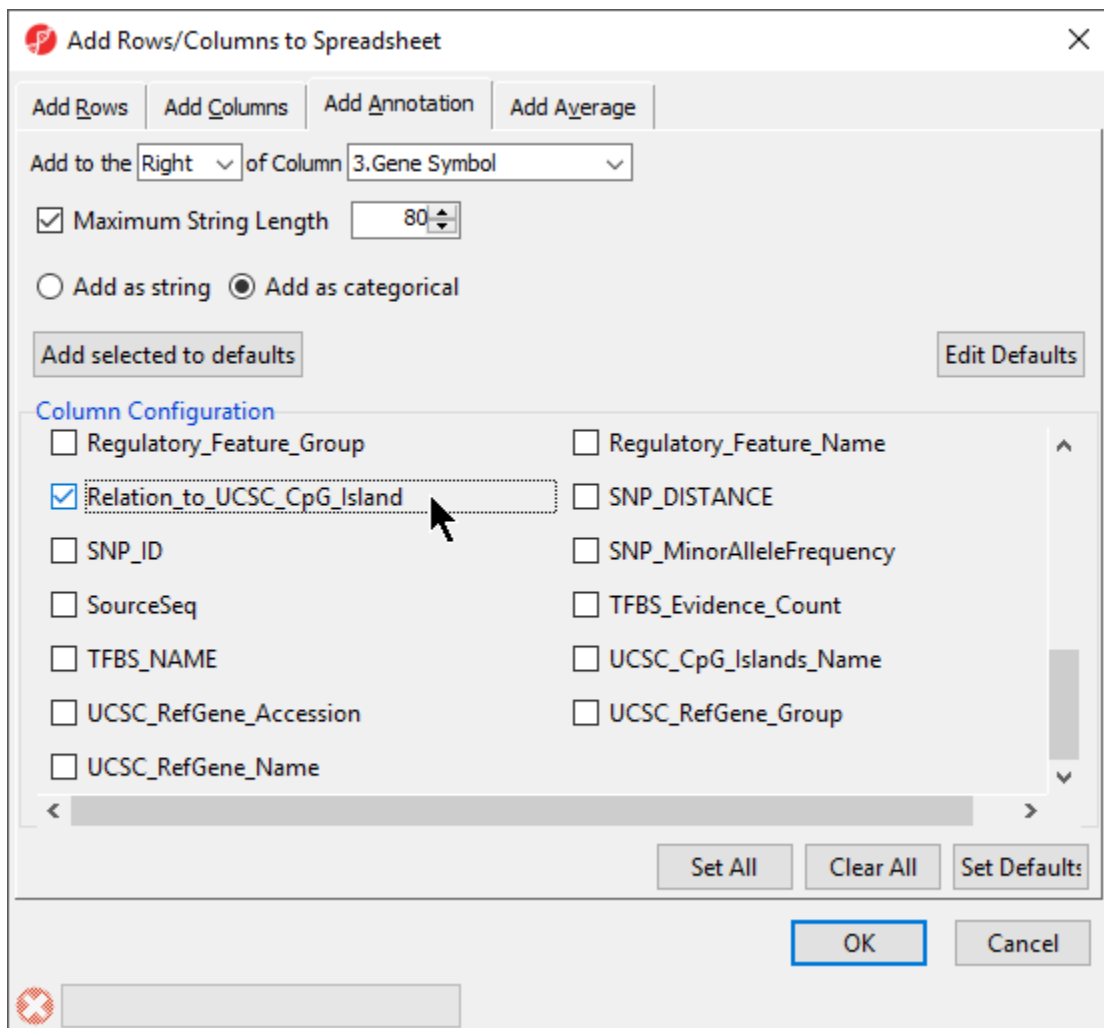 Add Rows/Columns to Spreadsheet
Add Rows Add Columns Add Annotation Add Average
Add to the Right of Column 3.Gene Symbol
Maximum String Length 80
Add as string Add as categorical
Add selected to defaults Edit Defaults
Column Configuration
Regulatory_Feature_Group Regulatory_Feature_Name
Relation_to_UCSC_CpG_Island SNP_DISTANCE
SNP_ID SNP_MinorAlleleFrequency
SourceSeq TFBS_Evidence_Count
TFBS_NAME UCSC_CpG_Islands_Name
UCSC_RefGene_Accession UCSC_RefGene_Group
UCSC_RefGene_Name
Set All Clear All Set Defaults
OK Cancel